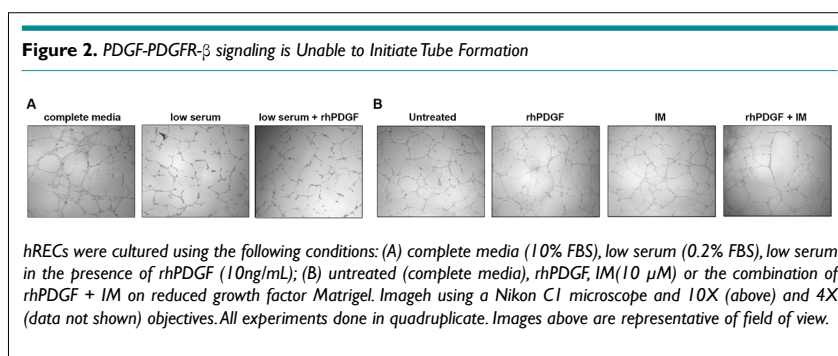 Figure 2. PDGF-PDGFR-β signaling is Unable to Initiate Tube Formation
A
B
complete media
low serum
low serum + rhPDGF
Untreated
rhPDGF
IM
rhPDGF + IM
hRECs were cultured using the following conditions: (A) complete media (10% FBS), low serum (0.2% FBS), low serum
in the presence of rhPDGF (10ng/mL); (B) untreated (complete media), rhPDGF, IM(10 μM) or the combination of
rhPDGF + IM on reduced growth factor Matrigel. Imageh using a Nikon C1 microscope and 10X (above) and 4X
(data not shown) objectives. All experiments done in quadruplicate. Images above are representative of field of view.